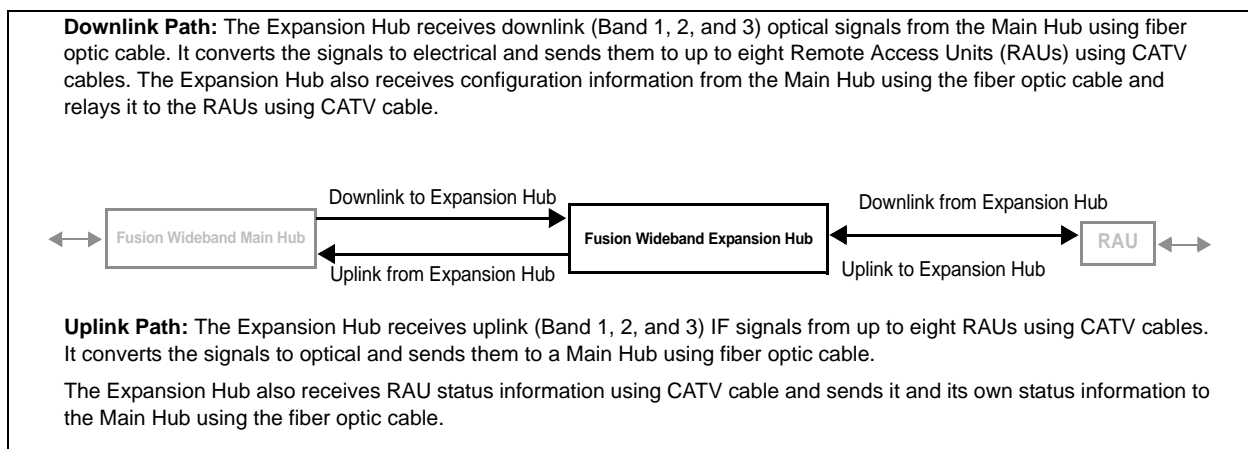 Downlink Path: The Expansion Hub receives downlink (Band 1, 2, and 3) optical signals from the Main Hub using fiber
optic cable. It converts the signals to electrical and sends them to up to eight Remote Access Units (RAUs) using CATV
cables. The Expansion Hub also receives configuration information from the Main Hub using the fiber optic cable and
relays it to the RAUs using CATV cable.
Downlink to Expansion Hub
Downlink from Expansion Hub
Fusion Wideband Main Hub
Fusion Wideband Expansion Hub
RAU
Uplink from Expansion Hub
Uplink to Expansion Hub
Uplink Path: The Expansion Hub receives uplink (Band 1, 2, and 3) IF signals from up to eight RAUs using CATV cables.
It converts the signals to optical and sends them to a Main Hub using fiber optic cable.
The Expansion Hub also receives RAU status information using CATV cable and sends it and its own status information to
the Main Hub using the fiber optic cable.